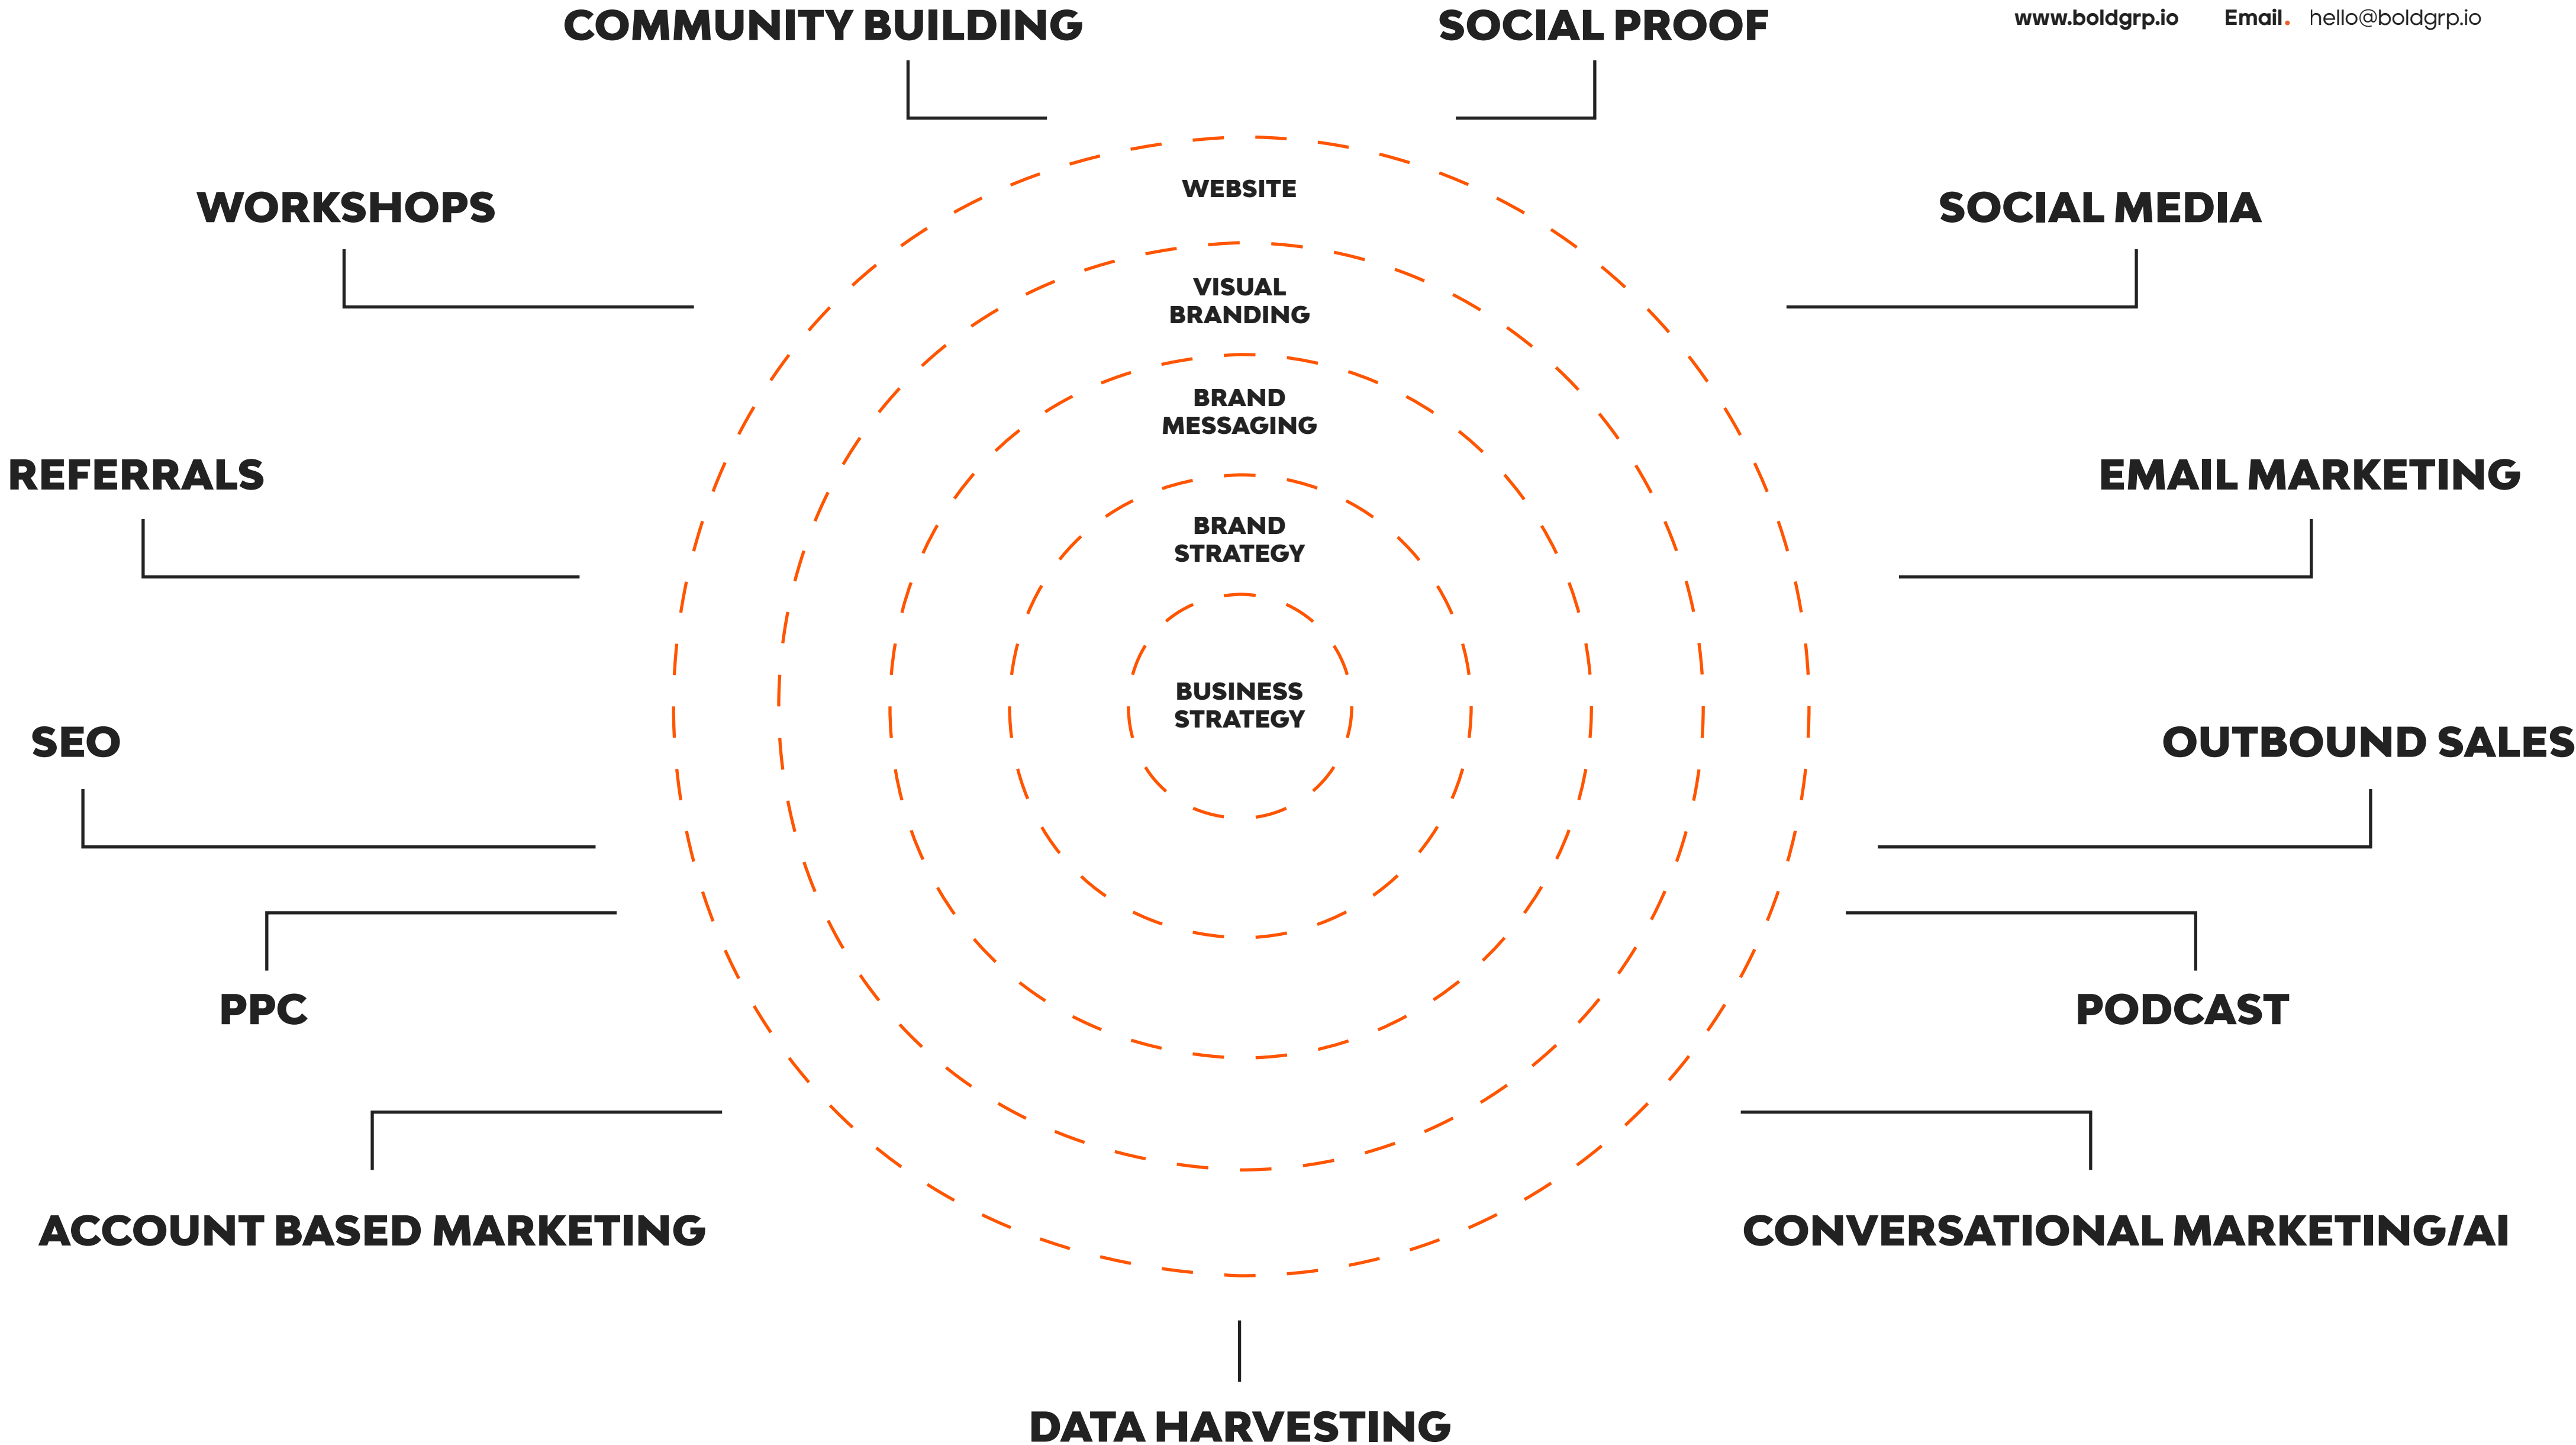 COMMUNITY BUILDING
SOCIAL PROOF
www.boldgrp.io Email. hello@boldgrp.io
WEBSITE
WORKSHOPS
SOCIAL MEDIA
VISUAL
BRANDING
BRAND
MESSAGING
REFERRALS
EMAIL MARKETING
BRAND
STRATEGY
BUSINESS
STRATEGY
SEO
OUTBOUND SALES
PPC
PODCAST
ACCOUNT BASED MARKETING
CONVERSATIONAL MARKETING/AI
DATA HARVESTING